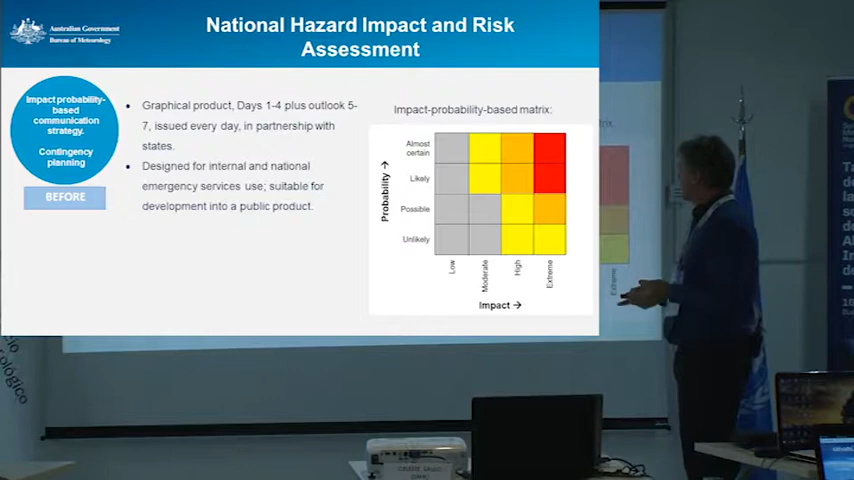 Australian Government
Bureau of Meteorology
National Hazard Impact and Risk
Assessment
Impact probability-
based
communication
strategy.
Contingency
planning
BEFORE
• Graphical product, Days 1-4 plus outlook 5-
7, issued every day, in partnership with
states.
• Designed for internal and national
emergency services use; suitable for
development into a public product.
Impact-probability-based matrix:
Probability →
Almost
certain
Likely
Possible
Unlikely
Low
Moderate
High
Extreme
Impact →
Extreme